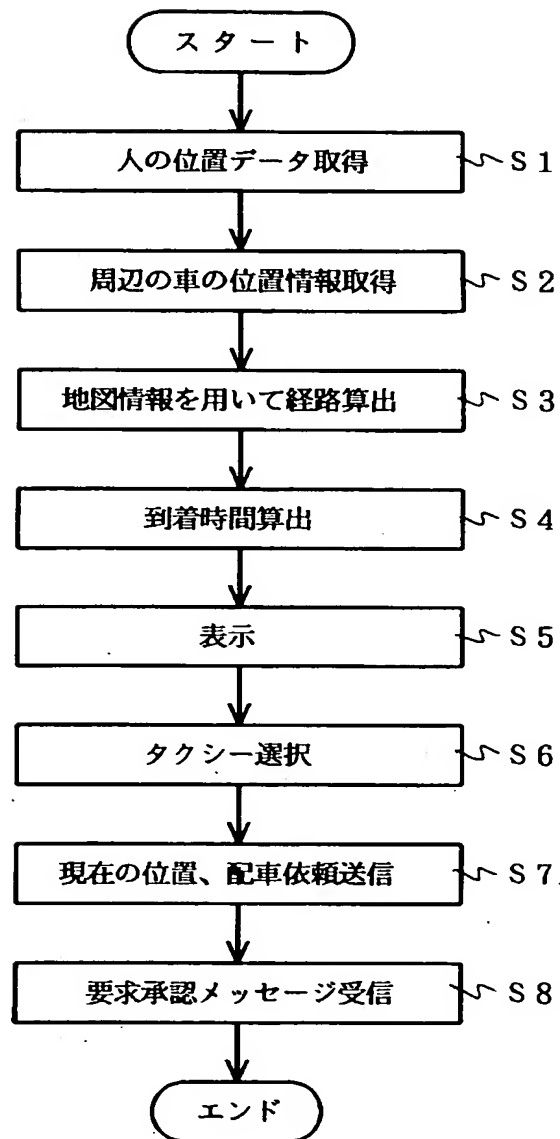 スタート
人の位置データ取得 S1
周辺の車の位置情報取得 S2
地図情報を用いて経路算出 S3
到着時間算出 S4
表示 S5
タクシー選択 S6
現在の位置、配車依頼送信 S7
要求承認メッセージ受信 S8
エンド